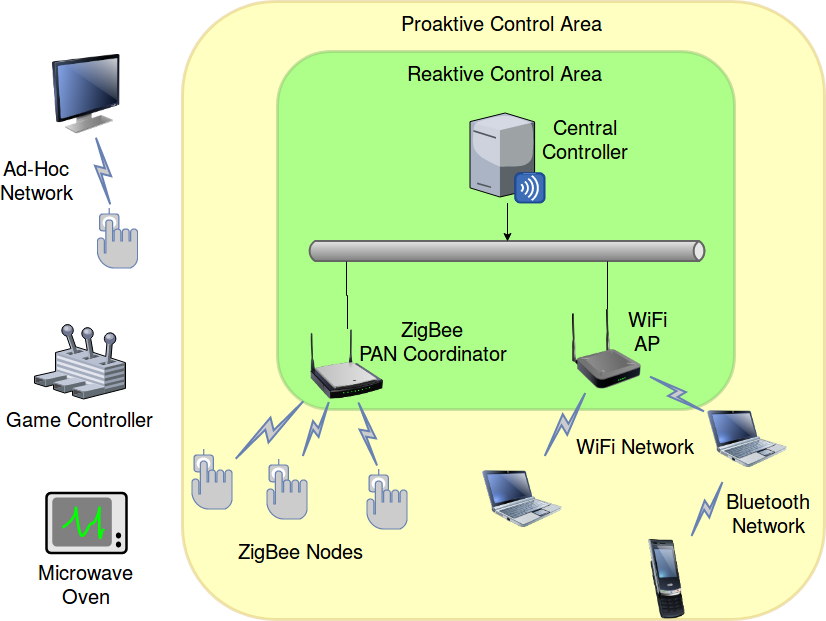 Proaktive Control Area
Reaktive Control Area
Central
Controller
Ad-Hoc
Network
ZigBee
PAN Coordinator
WiFi
AP
Game Controller
WiFi Network
Bluetooth
Network
ZigBee Nodes
Microwave
Oven